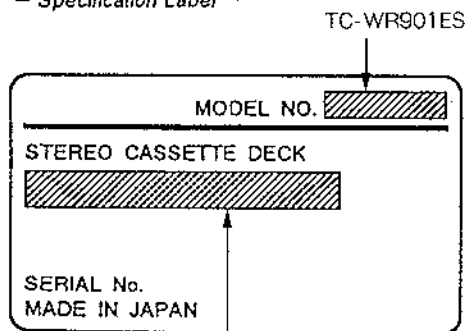 – Specification Label
TC-WR901ES
MODEL NO.
STEREO CASSETTE DECK
SERIAL No.
MADE IN JAPAN